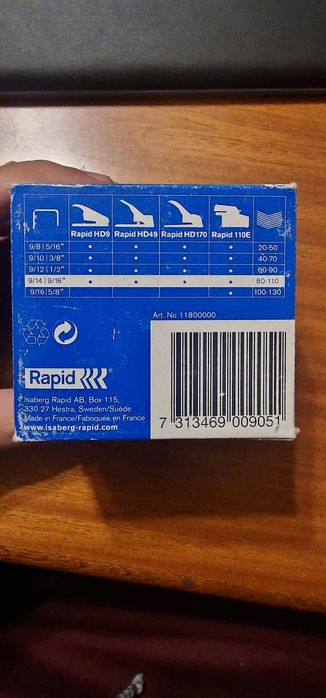 Rapid HD9 Rapid HD49 Rapid HD170 Rapid 110E
9/8 | 5/16" • • • • 20-50
9/10 | 3/8" • • • • 40-70
9/12 | 1/2" • • • • 60-90
9/14 | 9/16" • • • • 80-110
9/16 | 5/8" • • • • 100-130
Art. No 11800000
Rapid
Isaberg Rapid AB. Box 115,
330 27 Hestra, Sweden/Suède
Made in France/Fabriquée en France
www.isaberg-rapid.com
7 313469 009051